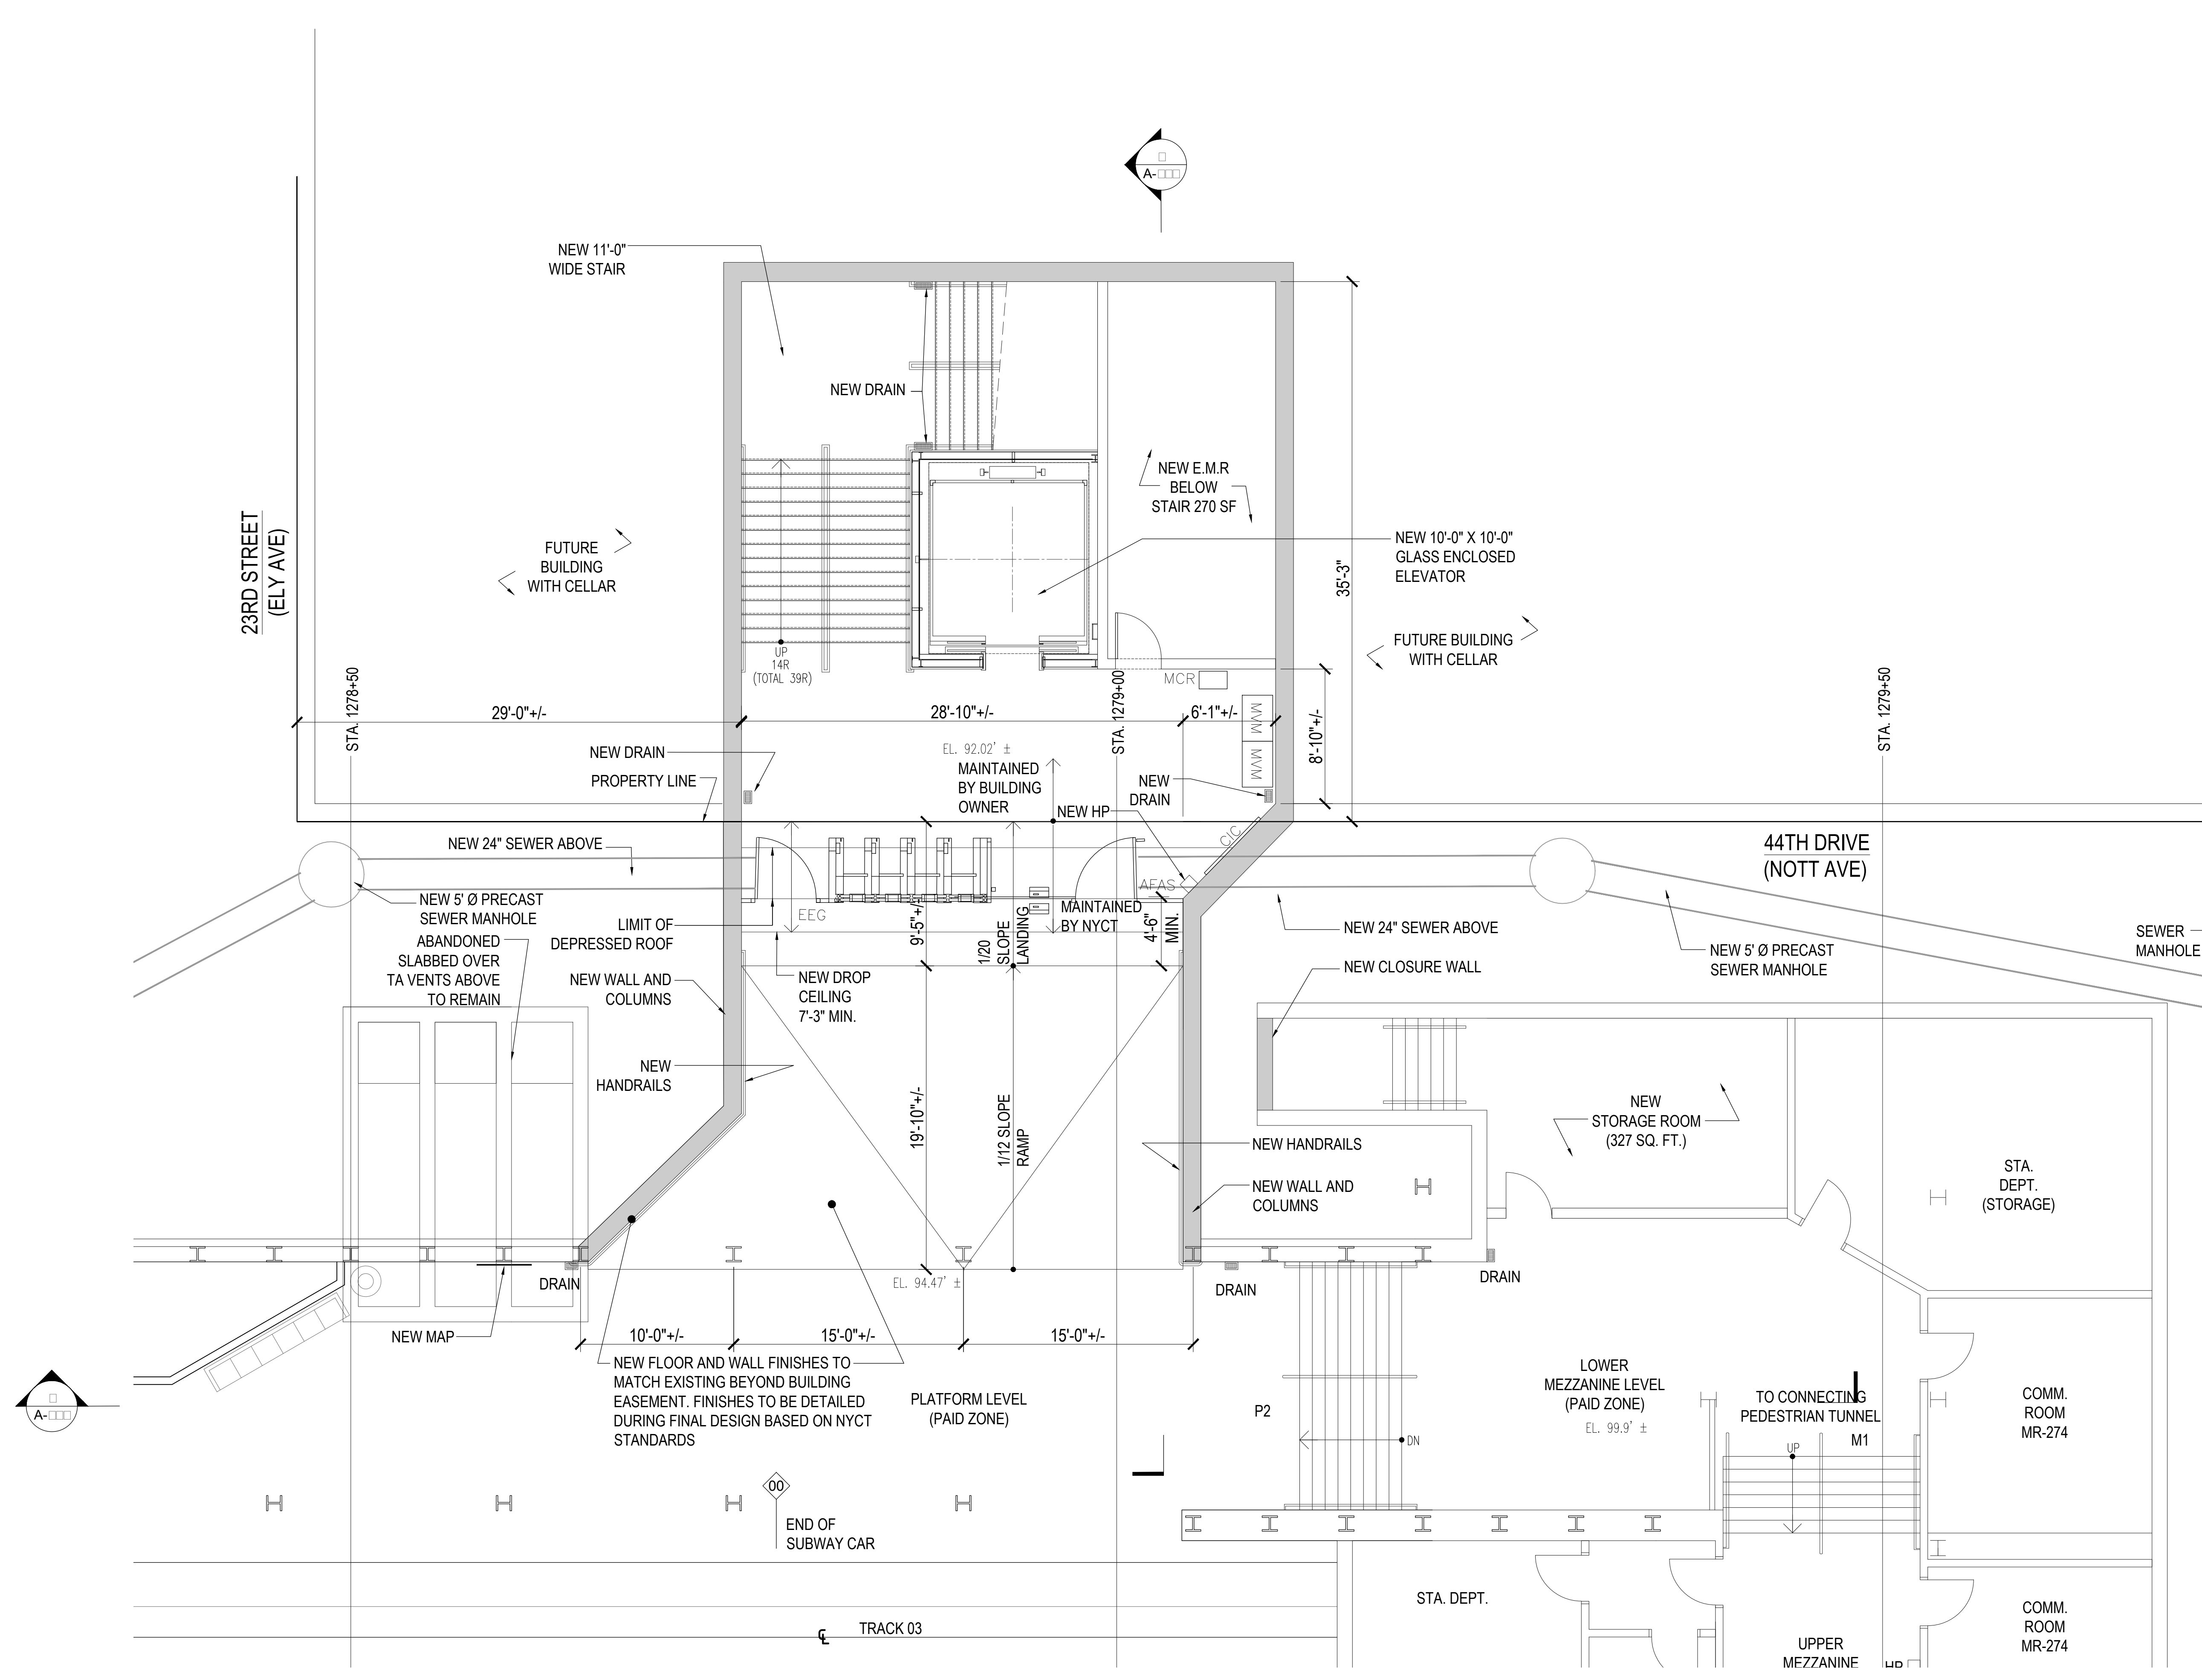 A-
NEW 11'-0"
WIDE STAIR
NEW DRAIN
NEW E.M.R
BELOW
STAIR 270 SF
NEW 10'-0" X 10'-0"
GLASS ENCLOSED
ELEVATOR
23RD STREET
(ELY AVE)
FUTURE
BUILDING
WITH CELLAR
35'-3"
FUTURE BUILDING
WITH CELLAR
UP
14R
(TOTAL 39R)
MCR
STA. 1278+50
STA. 1279+00
STA. 1279+50
29'-0"+/-
28'-10"+/-
6'-1"+/-
MVM
MVM
8'-10"+/-
NEW DRAIN
PROPERTY LINE
EL. 92.02' ±
MAINTAINED
BY BUILDING
OWNER
NEW
DRAIN
NEW HP
CIC
44TH DRIVE
(NOTT AVE)
NEW 24" SEWER ABOVE
AFAS
NEW 5' Ø PRECAST
SEWER MANHOLE
EEG
LIMIT OF
DEPRESSED ROOF
9'-5"+/-
1/20
SLOPE
LANDING
MAINTAINED
BY NYCT
4'-6"
MIN.
NEW 24" SEWER ABOVE
NEW 5' Ø PRECAST
SEWER MANHOLE
SEWER
MANHOLE
ABANDONED
SLABBED OVER
TA VENTS ABOVE
TO REMAIN
NEW WALL AND
COLUMNS
NEW DROP
CEILING
7'-3" MIN.
NEW CLOSURE WALL
NEW
HANDRAILS
19'-10"+/-
1/12 SLOPE
RAMP
NEW HANDRAILS
NEW WALL AND
COLUMNS
NEW
STORAGE ROOM
(327 SQ. FT.)
STA.
DEPT.
(STORAGE)
DRAIN
EL. 94.47' ±
DRAIN
DRAIN
NEW MAP
10'-0"+/-
15'-0"+/-
15'-0"+/-
NEW FLOOR AND WALL FINISHES TO
MATCH EXISTING BEYOND BUILDING
EASEMENT. FINISHES TO BE DETAILED
DURING FINAL DESIGN BASED ON NYCT
STANDARDS
PLATFORM LEVEL
(PAID ZONE)
P2
DN
LOWER
MEZZANINE LEVEL
(PAID ZONE)
EL. 99.9' ±
TO CONNECTING
PEDESTRIAN TUNNEL
M1
UP
COMM.
ROOM
MR-274
A-
00
END OF
SUBWAY CAR
STA. DEPT.
TRACK 03
COMM.
ROOM
MR-274
UPPER
MEZZANINE
HP